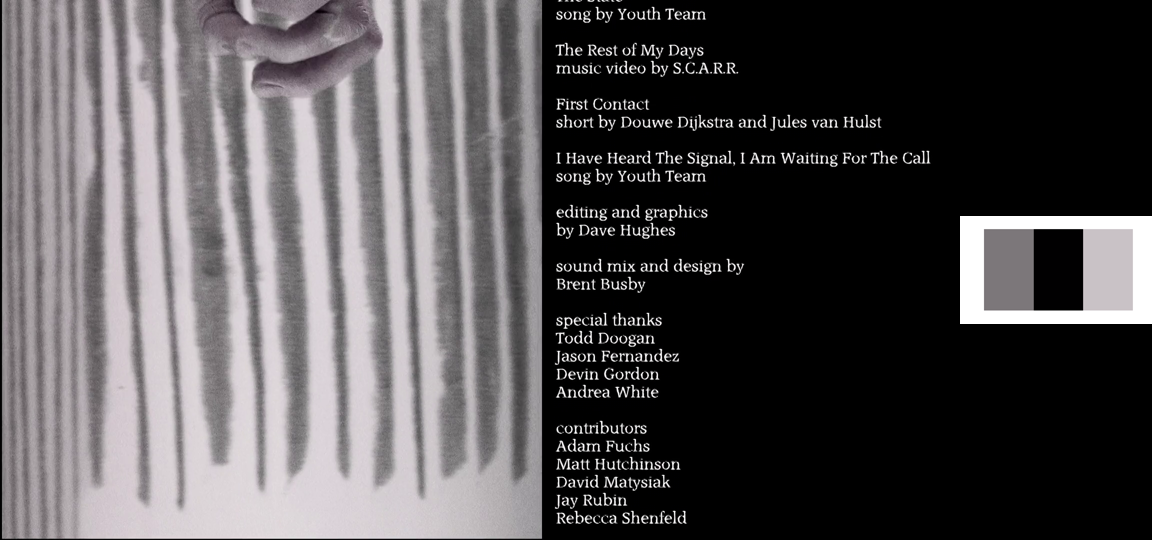 The State
song by Youth Team
The Rest of My Days
music video by S.C.A.R.R.
First Contact
short by Douwe Dijkstra and Jules van Hulst
I Have Heard The Signal, I Am Waiting For The Call
song by Youth Team
editing and graphics
by Dave Hughes
sound mix and design by
Brent Busby
special thanks
Todd Doogan
Jason Fernandez
Devin Gordon
Andrea White
contributors
Adam Fuchs
Matt Hutchinson
David Matysiak
Jay Rubin
Rebecca Shenfeld